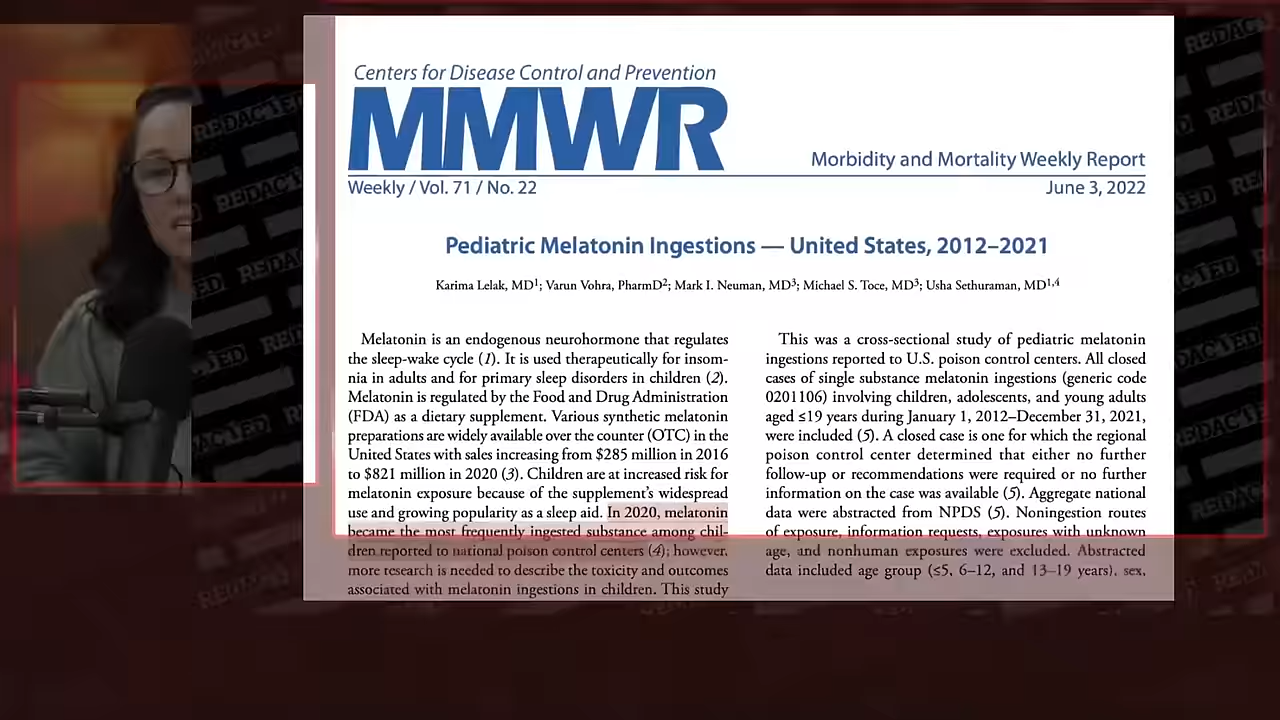 Centers for Disease Control and Prevention
MMWR
Morbidity and Mortality Weekly Report
Weekly / Vol. 71 / No. 22
June 3, 2022
Pediatric Melatonin Ingestions — United States, 2012–2021
Karima Lelak, MD1; Varun Vohra, PharmD2; Mark I. Neuman, MD3; Michael S. Toce, MD3; Usha Sethuraman, MD1,4
Melatonin is an endogenous neurohormone that regulates
the sleep-wake cycle (1). It is used therapeutically for insom-
nia in adults and for primary sleep disorders in children (2).
Melatonin is regulated by the Food and Drug Administration
(FDA) as a dietary supplement. Various synthetic melatonin
preparations are widely available over the counter (OTC) in the
United States with sales increasing from $285 million in 2016
to $821 million in 2020 (3). Children are at increased risk for
melatonin exposure because of the supplement's widespread
use and growing popularity as a sleep aid. In 2020, melatonin
became the most frequently ingested substance among chil-
dren reported to national poison control centers (4); however,
more research is needed to describe the toxicity and outcomes
associated with melatonin ingestions in children. This study
This was a cross-sectional study of pediatric melatonin
ingestions reported to U.S. poison control centers. All closed
cases of single substance melatonin ingestions (generic code
0201106) involving children, adolescents, and young adults
aged ≤19 years during January 1, 2012–December 31, 2021,
were included (5). A closed case is one for which the regional
poison control center determined that either no further
follow-up or recommendations were required or no further
information on the case was available (5). Aggregate national
data were abstracted from NPDS (5). Noningestion routes
of exposure, information requests, exposures with unknown
age, and nonhuman exposures were excluded. Abstracted
data included age group (≤5, 6–12, and 13–19 years), sex,
REDACTED
REDACTED
REDACTED